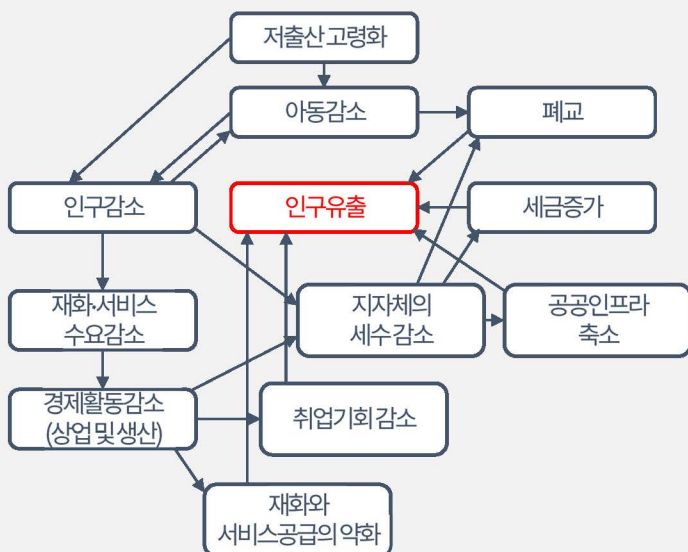 저출산 고령화
아동감소
폐교
인구감소
인구유출
세금증가
재화·서비스
수요감소
지자체의
세수 감소
공공인프라
축소
경제활동감소
(상업 및 생산)
취업기회 감소
재화와
서비스공급의 약화